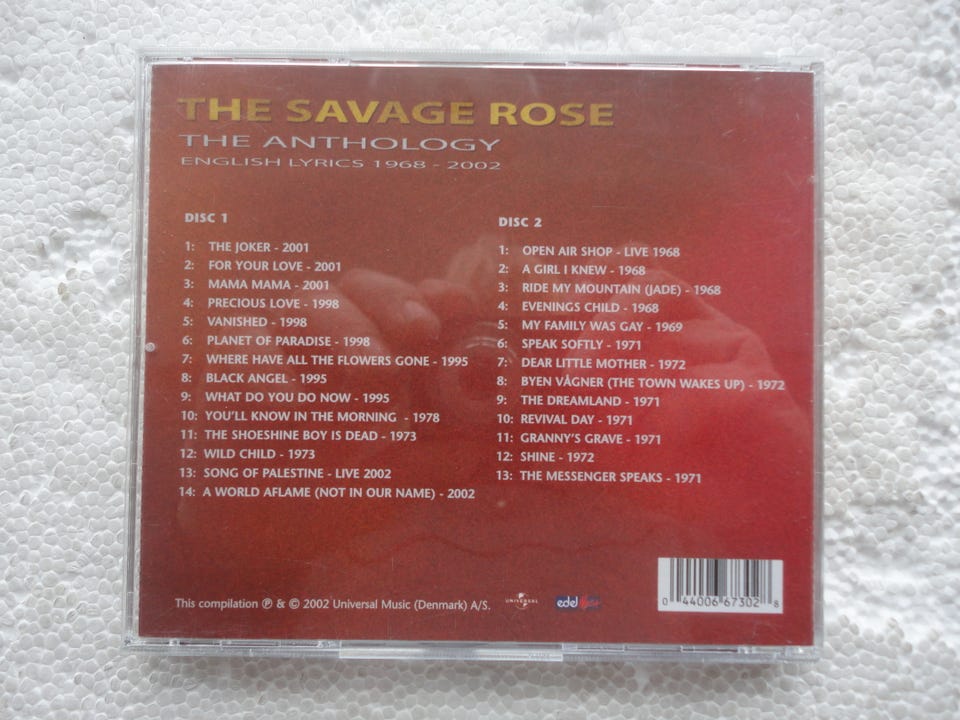 THE SAVAGE ROSE
THE ANTHOLOGY
ENGLISH LYRICS 1968 - 2002
DISC 1
1: THE JOKER - 2001
2: FOR YOUR LOVE - 2001
3: MAMA MAMA - 2001
4: PRECIOUS LOVE - 1998
5: VANISHED - 1998
6: PLANET OF PARADISE - 1998
7: WHERE HAVE ALL THE FLOWERS GONE - 1995
8: BLACK ANGEL - 1995
9: WHAT DO YOU DO NOW - 1995
10: YOU'LL KNOW IN THE MORNING - 1978
11: THE SHOESHINE BOY IS DEAD - 1973
12: WILD CHILD - 1973
13: SONG OF PALESTINE - LIVE 2002
14: A WORLD AFLAME (NOT IN OUR NAME) - 2002
DISC 2
1: OPEN AIR SHOP - LIVE 1968
2: A GIRL I KNEW - 1968
3: RIDE MY MOUNTAIN (JADE) - 1968
4: EVENINGS CHILD - 1968
5: MY FAMILY WAS GAY - 1969
6: SPEAK SOFTLY - 1971
7: DEAR LITTLE MOTHER - 1972
8: BYEN VÅGNER (THE TOWN WAKES UP) - 1972
9: THE DREAMLAND - 1971
10: REVIVAL DAY - 1971
11: GRANNY'S GRAVE - 1971
12: SHINE - 1972
13: THE MESSENGER SPEAKS - 1971
This compilation ℗ & © 2002 Universal Music (Denmark) A/S.
UNIVERSAL
edel
0 44006 67302 8